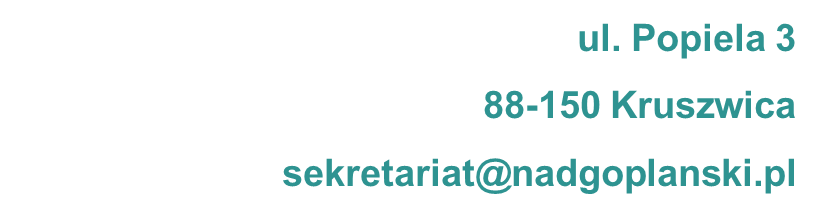 ul. Popiela 3
88-150 Kruszwica
sekretariat@nadgoplanski.pl